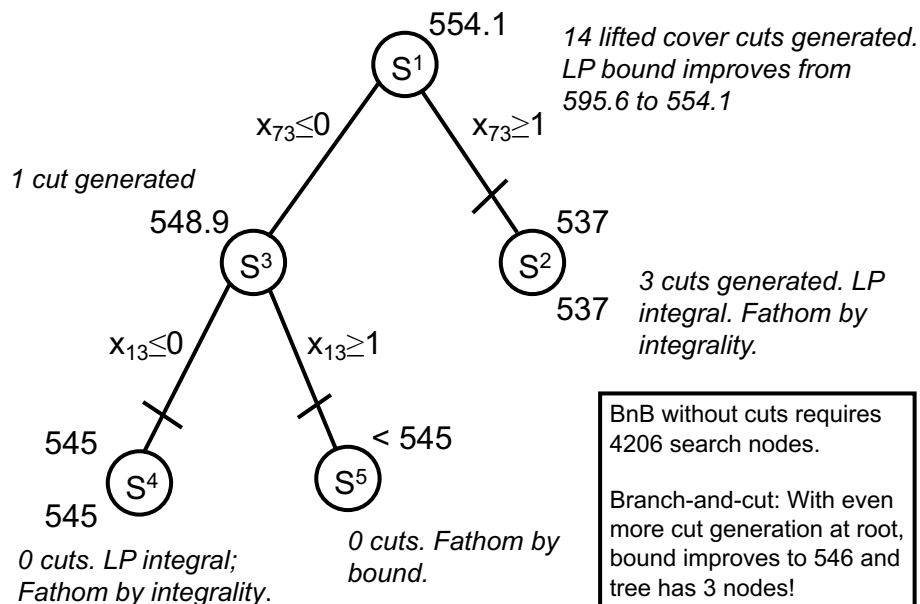 554.1
S¹
14 lifted cover cuts generated.
LP bound improves from
595.6 to 554.1
x₇₃≤0
x₇₃≥1
1 cut generated
548.9
S³
537
S²
537
3 cuts generated. LP
integral. Fathom by
integrality.
x₁₃≤0
x₁₃≥1
545
S⁴
545
< 545
S⁵
0 cuts. LP integral;
Fathom by integrality.
0 cuts. Fathom by
bound.
BnB without cuts requires
4206 search nodes.
Branch-and-cut: With even
more cut generation at root,
bound improves to 546 and
tree has 3 nodes!